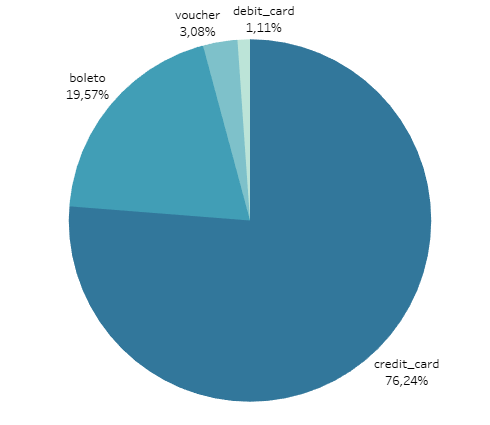 voucher
3,08%
debit_card
1,11%
boleto
19,57%
credit_card
76,24%